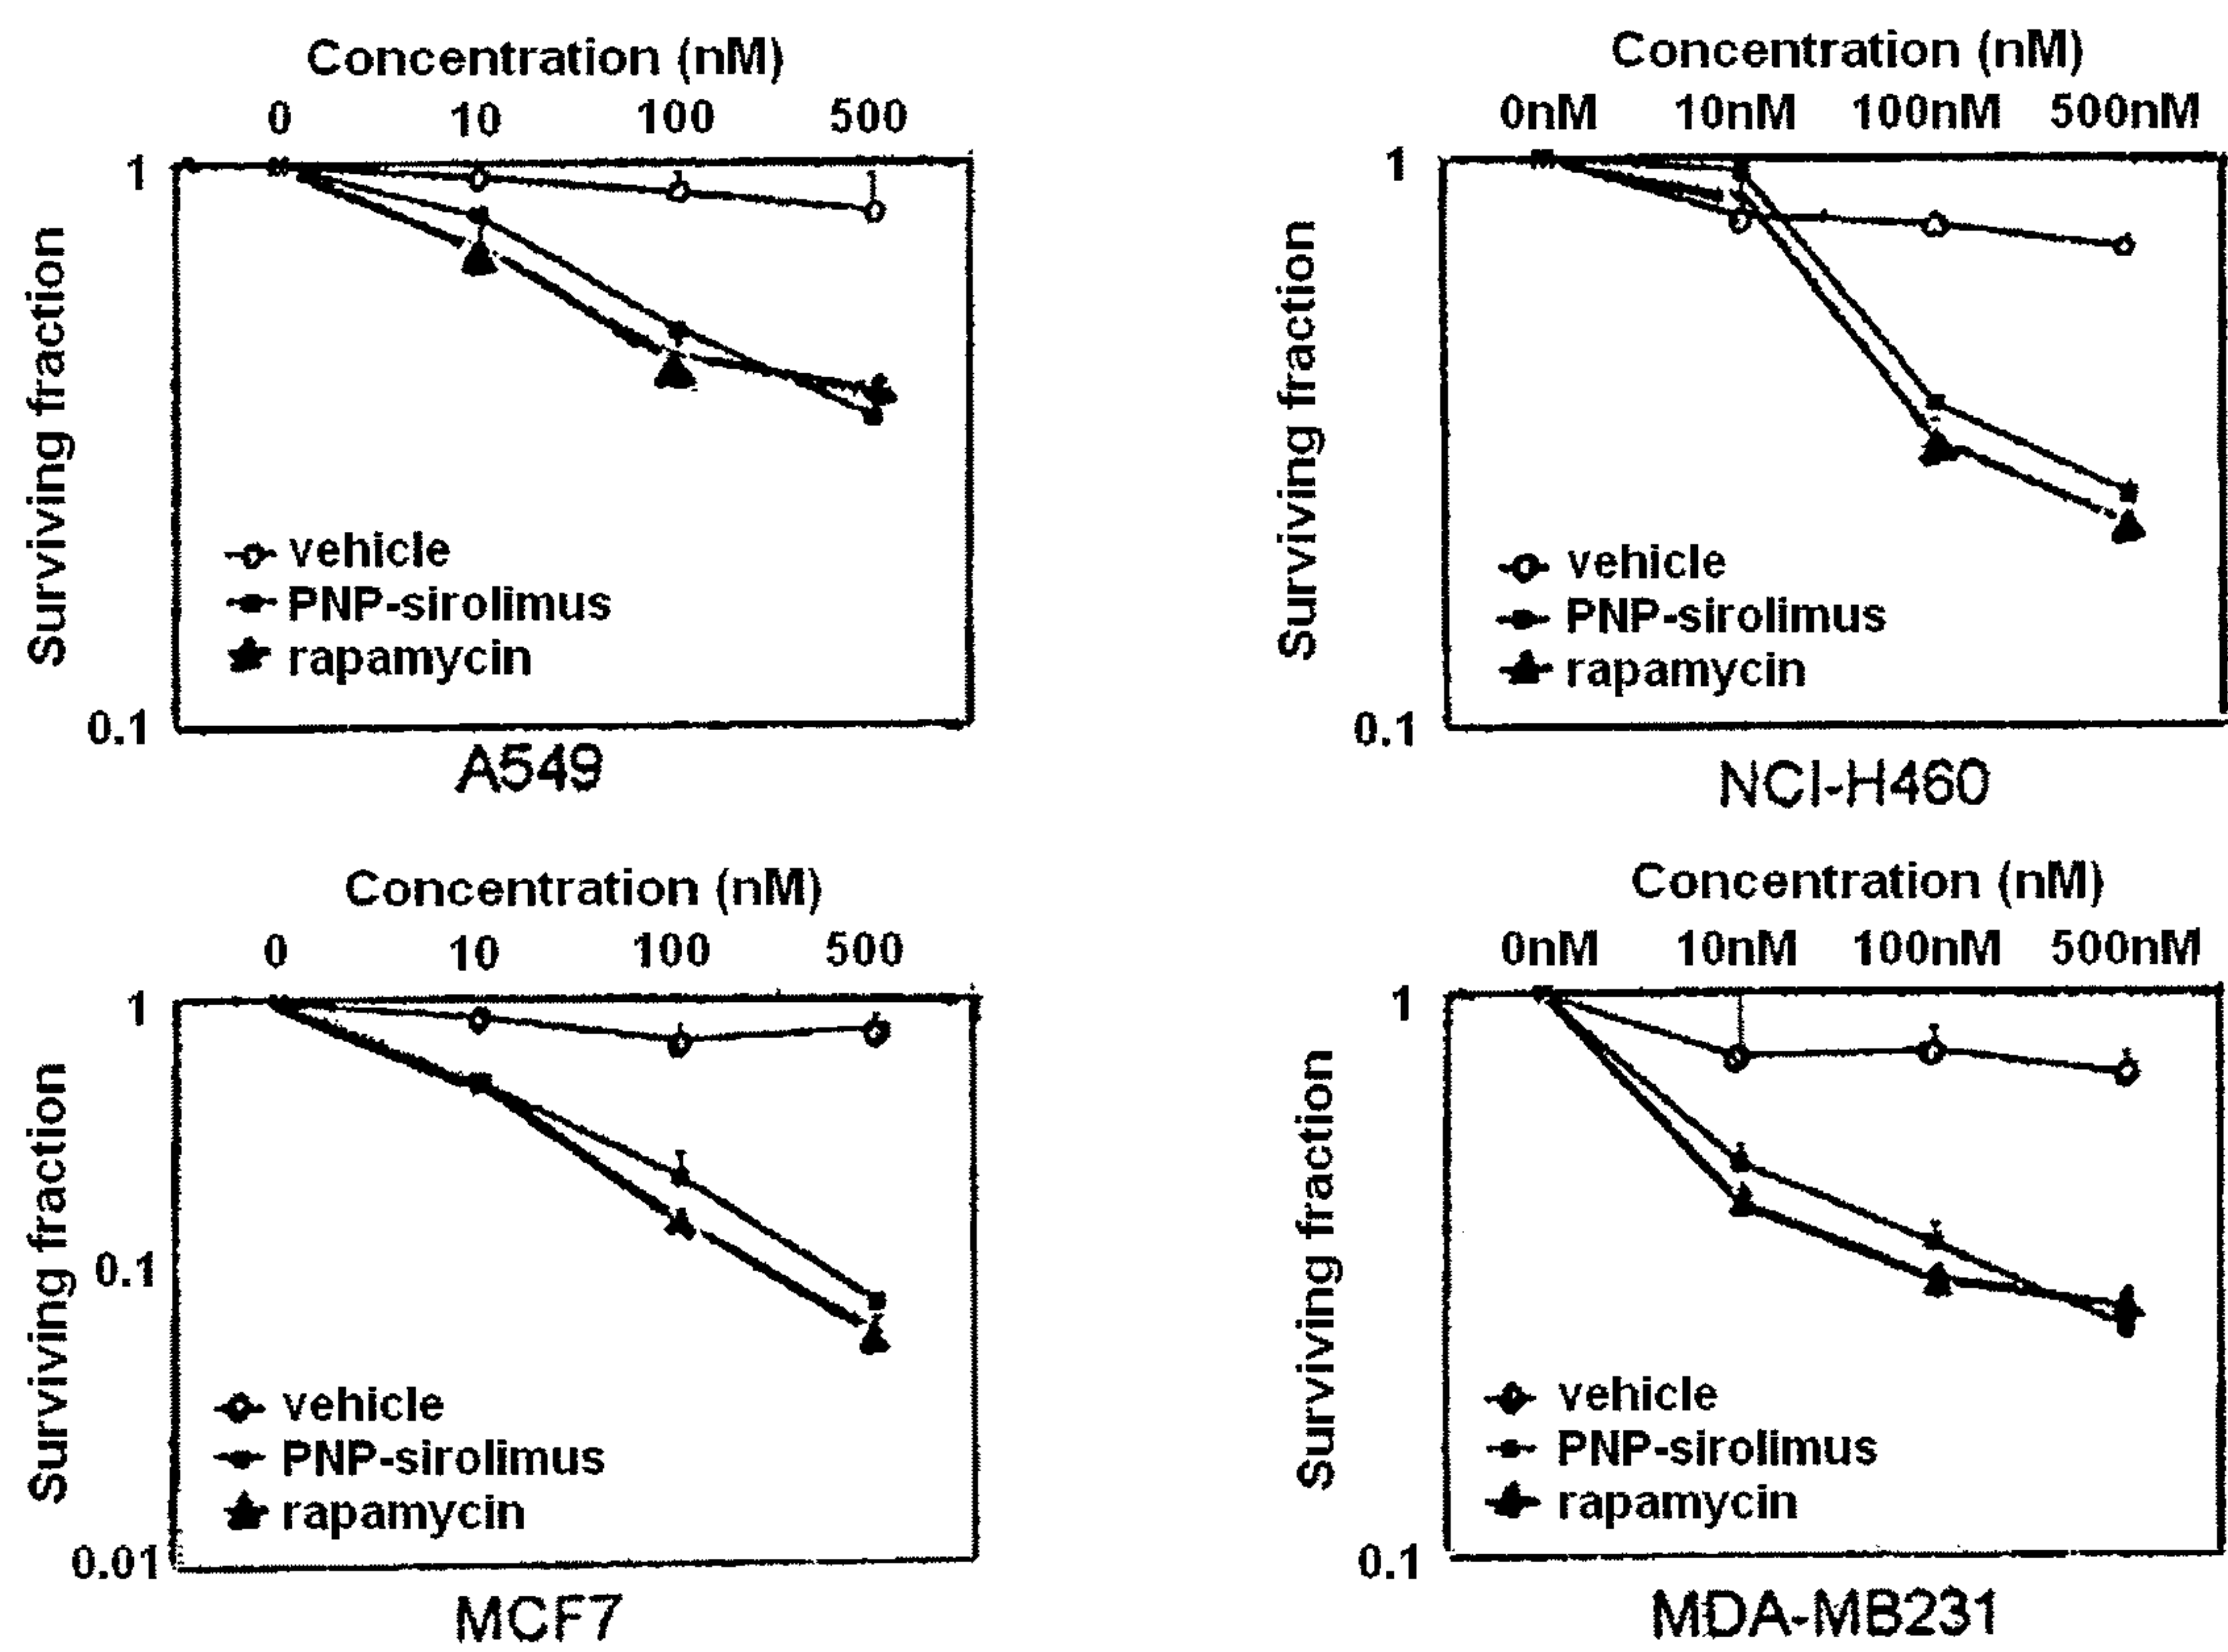 Concentration (nM)
0 10 100 500
1
Surviving fraction
vehicle
PNP-sirolimus
rapamycin
0.1
A549
Concentration (nM)
0nM 10nM 100nM 500nM
1
Surviving fraction
vehicle
PNP-sirolimus
rapamycin
0.1
NCI-H460
Concentration (nM)
0 10 100 500
1
Surviving fraction
0.1
vehicle
PNP-sirolimus
rapamycin
0.01
MCF7
Concentration (nM)
0nM 10nM 100nM 500nM
1
Surviving fraction
vehicle
PNP-sirolimus
rapamycin
0.1
MDA-MB231